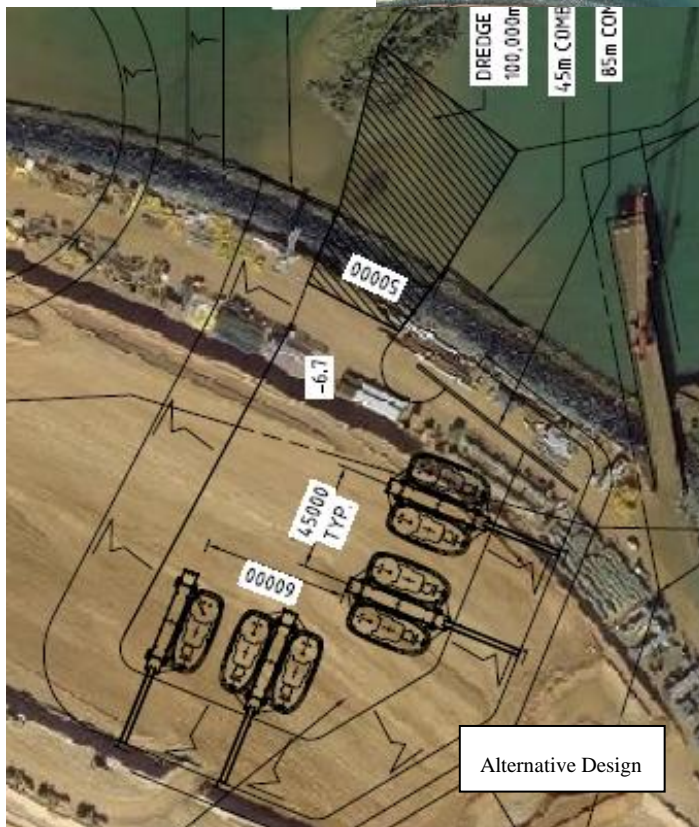 DREDGE
100,000m
45m COMB
85m COM
50000
-6.7
45000
TYP.
60000
Alternative Design